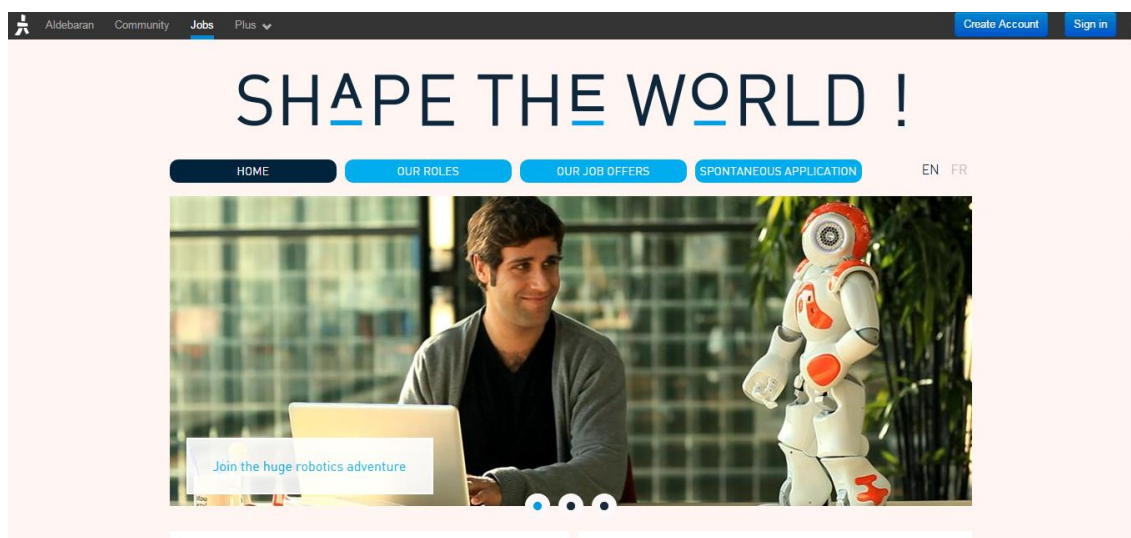 Aldebaran Community Jobs Plus Create Account Sign in
SHAPE THE WORLD !
HOME OUR ROLES OUR JOB OFFERS SPONTANEOUS APPLICATION EN FR
Join the huge robotics adventure